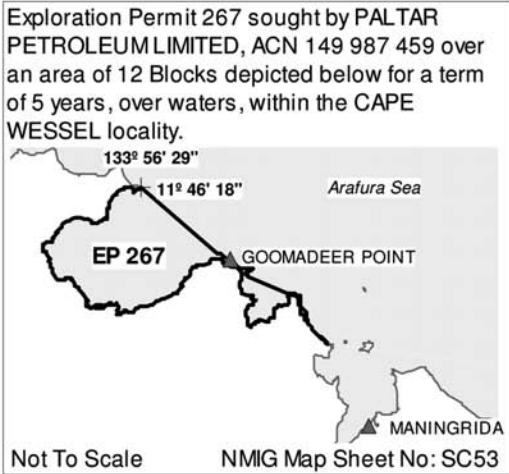 Exploration Permit 267 sought by PALTAR
PETROLEUM LIMITED, ACN 149 987 459 over
an area of 12 Blocks depicted below for a term
of 5 years, over waters, within the CAPE
WESSEL locality.
133º 56' 29"
11º 46' 18"
Arafura Sea
EP 267
GOOMADEER POINT
MANINGRIDA
Not To Scale
NMIG Map Sheet No: SC53